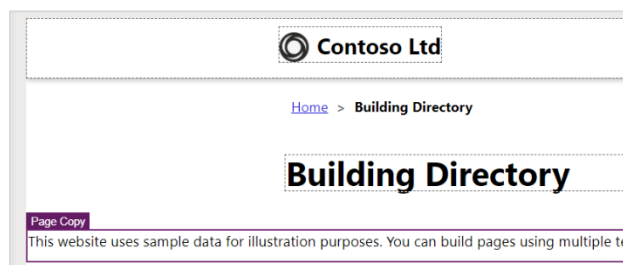 Contoso Ltd
Home > Building Directory
Building Directory
Page Copy
This website uses sample data for illustration purposes. You can build pages using multiple